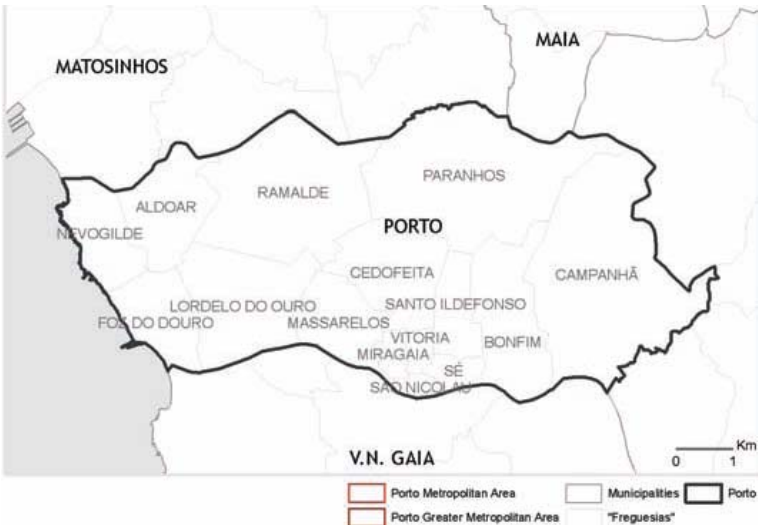 MAIA
MATOSINHOS
PARANHOS
RAMALDE
ALDOAR
PORTO
NEVOGILDE
CEDOFEITA
CAMPANHÃ
LORDELO DO OURO
SANTO ILDEFONSO
FOZ DO DOURO
MASSARELOS
VITORIA
BONFIM
MIRAGAIA
SÉ
SAO NICOLAU
V.N. GAIA
Km
0 1
Porto Metropolitan Area Municipalities Porto
Porto Greater Metropolitan Area "Freguesias"